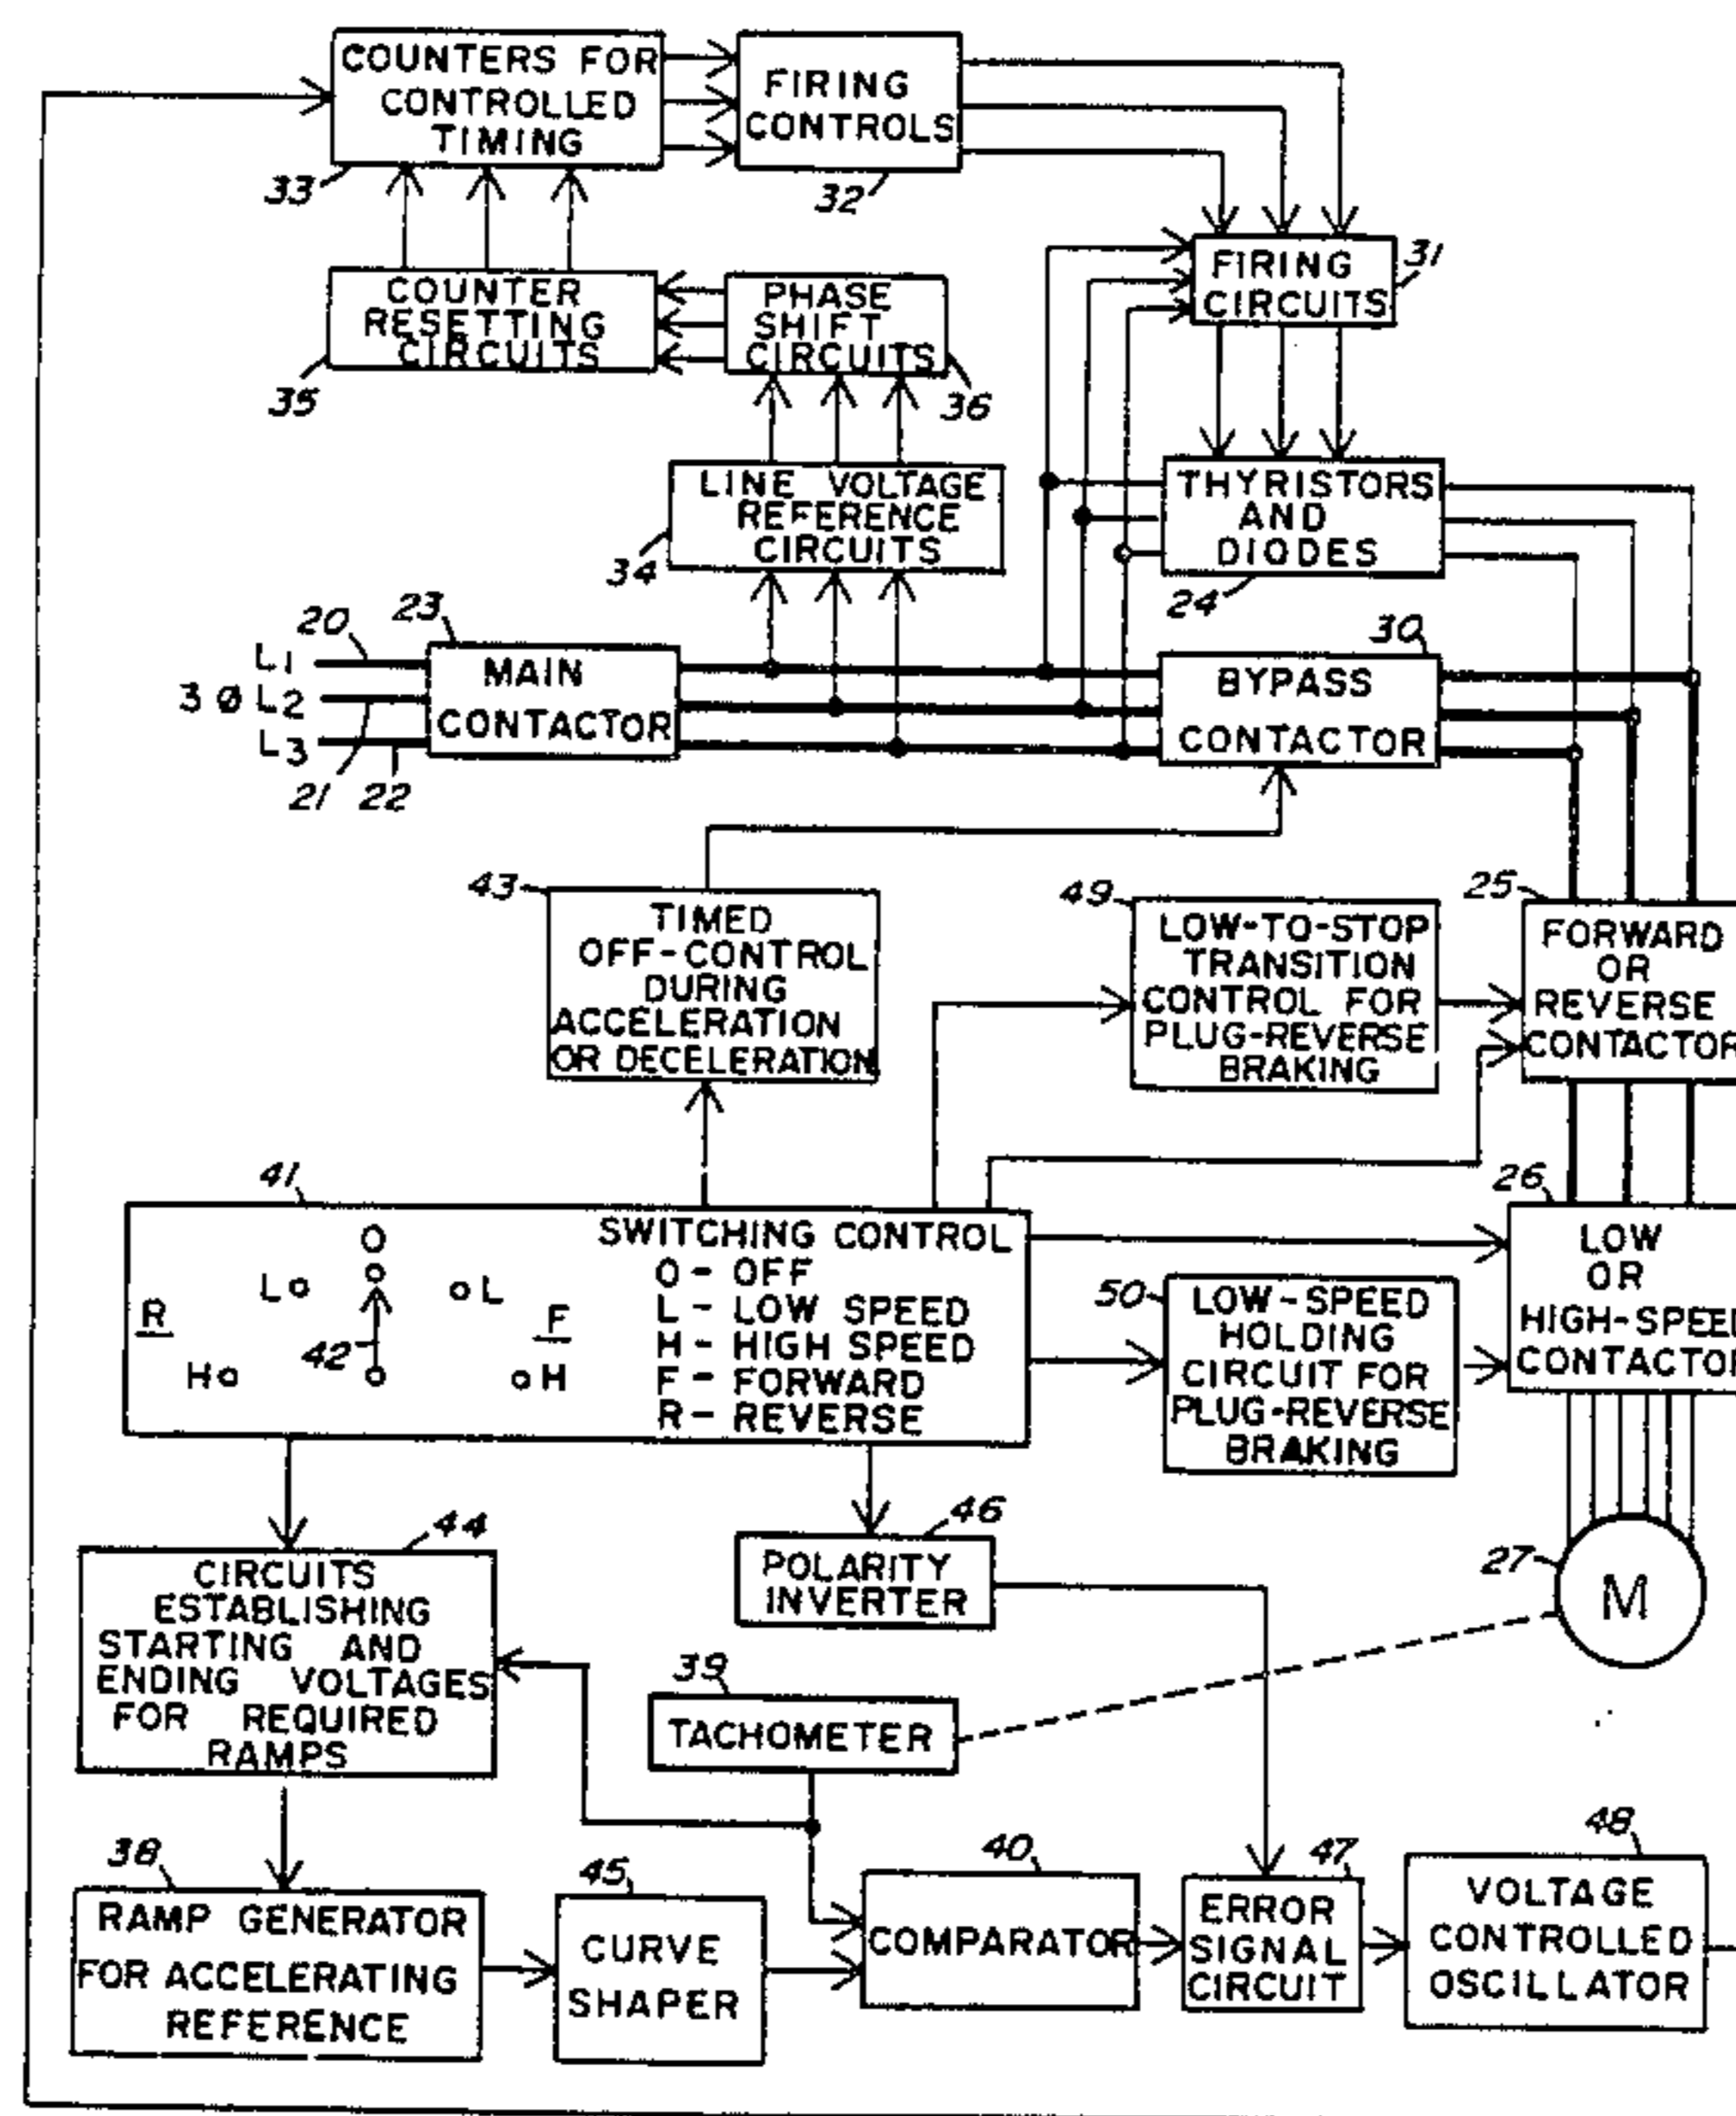 COUNTERS FOR
CONTROLLED
TIMING
33
FIRING
CONTROLS
32
FIRING
CIRCUITS
31
COUNTER
RESETTING
CIRCUITS
35
PHASE
SHIFT
CIRCUITS
36
LINE VOLTAGE
REFERENCE
CIRCUITS
34
THYRISTORS
AND
DIODES
24
20
23
L1
3 Ø L2
L3
21
22
MAIN
CONTACTOR
30
BYPASS
CONTACTOR
43
TIMED
OFF-CONTROL
DURING
ACCELERATION
OR DECELERATION
49
LOW-TO-STOP
TRANSITION
CONTROL FOR
PLUG-REVERSE
BRAKING
25
FORWARD
OR
REVERSE
CONTACTOR
41
O
L
L
R
F
42
H
H
SWITCHING CONTROL
O - OFF
L - LOW SPEED
H - HIGH SPEED
F - FORWARD
R - REVERSE
50
LOW-SPEED
HOLDING
CIRCUIT FOR
PLUG-REVERSE
BRAKING
26
LOW
OR
HIGH-SPEE
CONTACTO
44
CIRCUITS
ESTABLISHING
STARTING AND
ENDING VOLTAGES
FOR REQUIRED
RAMPS
46
POLARITY
INVERTER
27
M
39
TACHOMETER
38
RAMP GENERATOR
FOR ACCELERATING
REFERENCE
45
CURVE
SHAPER
40
COMPARATOR
47
ERROR
SIGNAL
CIRCUIT
48
VOLTAGE
CONTROLLED
OSCILLATOR